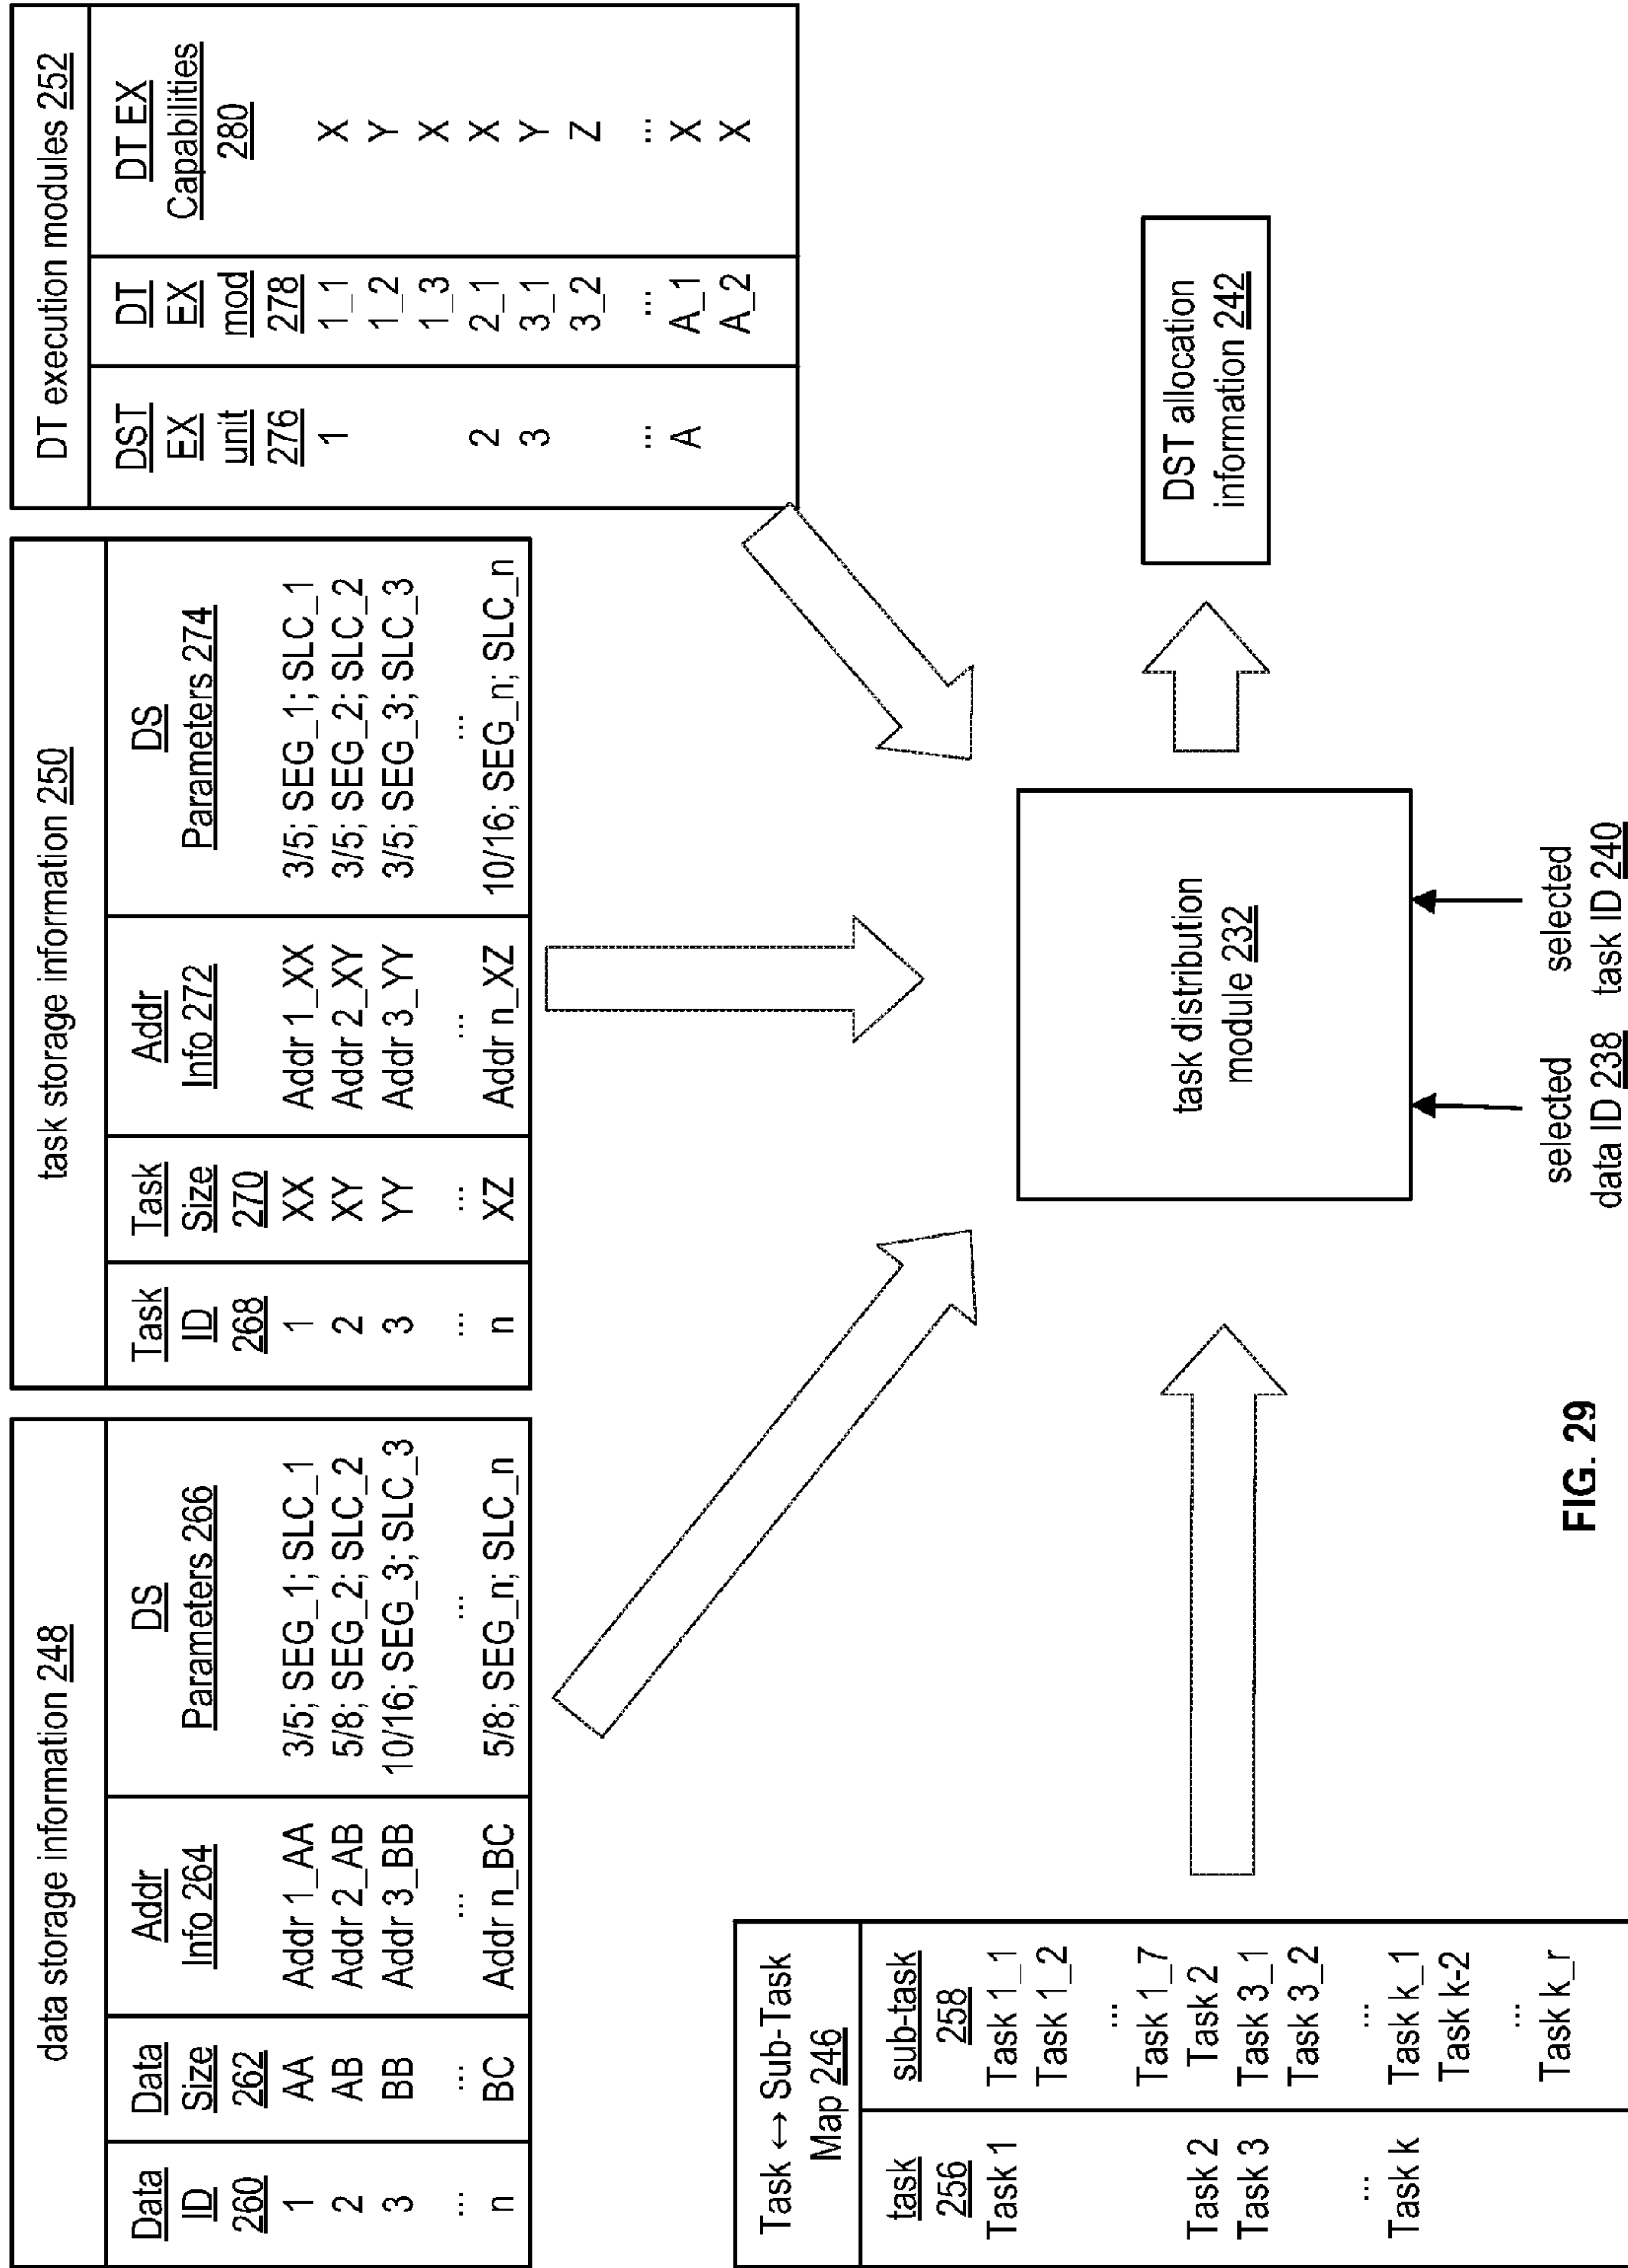 data storage information 248
Data ID 260 Data Size 262 Addr Info 264 DS Parameters 266
1 AA Addr 1_AA 3/5; SEG_1; SLC_1
2 AB Addr 2_AB 5/8; SEG_2; SLC_2
3 BB Addr 3_BB 10/16; SEG_3; SLC_3
... ... ... ...
n BC Addr n_BC 5/8; SEG_n; SLC_n
task storage information 250
Task ID 268 Task Size 270 Addr Info 272 DS Parameters 274
1 XX Addr 1_XX 3/5; SEG_1; SLC_1
2 XY Addr 2_XY 3/5; SEG_2; SLC_2
3 YY Addr 3_YY 3/5; SEG_3; SLC_3
... ... ... ...
n XZ Addr n_XZ 10/16; SEG_n; SLC_n
DT execution modules 252
DST EX unit 276 DT EX mod 278 DT EX Capabilities 280
1 1_1 X
1_2 Y
1_3 X
2 2_1 X
3 3_1 Y
3_2 Z
... ... ...
A A_1 X
A_2 X
Task ↔ Sub-Task
Map 246
task 256 sub-task 258
Task 1 Task 1_1
Task 1_2
...
Task 1_7
Task 2 Task 2
Task 3 Task 3_1
Task 3_2
... ...
Task k Task k_1
Task k-2
...
Task k_r
task distribution
module 232
DST allocation
information 242
selected
data ID 238
selected
task ID 240
FIG. 29